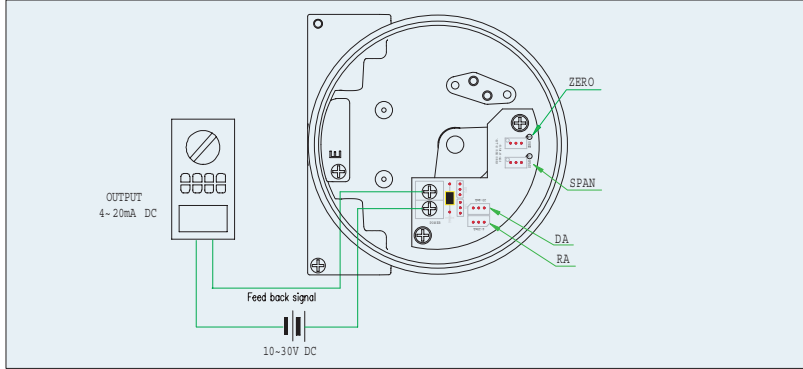 ZERO
SPAN
DA
RA
E
OUTPUT
4~20mA DC
Feed back signal
10~30V DC